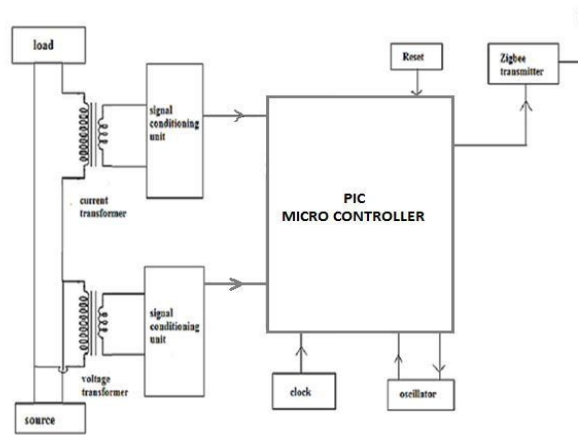 load
Reset
Zigbee
transmitter
signal
conditioning
unit
PIC
MICRO CONTROLLER
current
transformer
signal
conditioning
unit
voltage
transformer
clock
oscillator
source